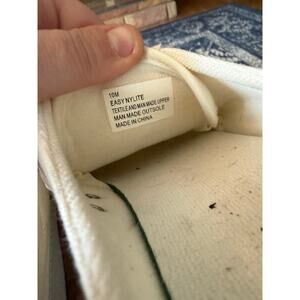 10M
EASY NYLITE
TEXTILE AND MAN MADE UPPER
MAN MADE OUTSOLE
MADE IN CHINA